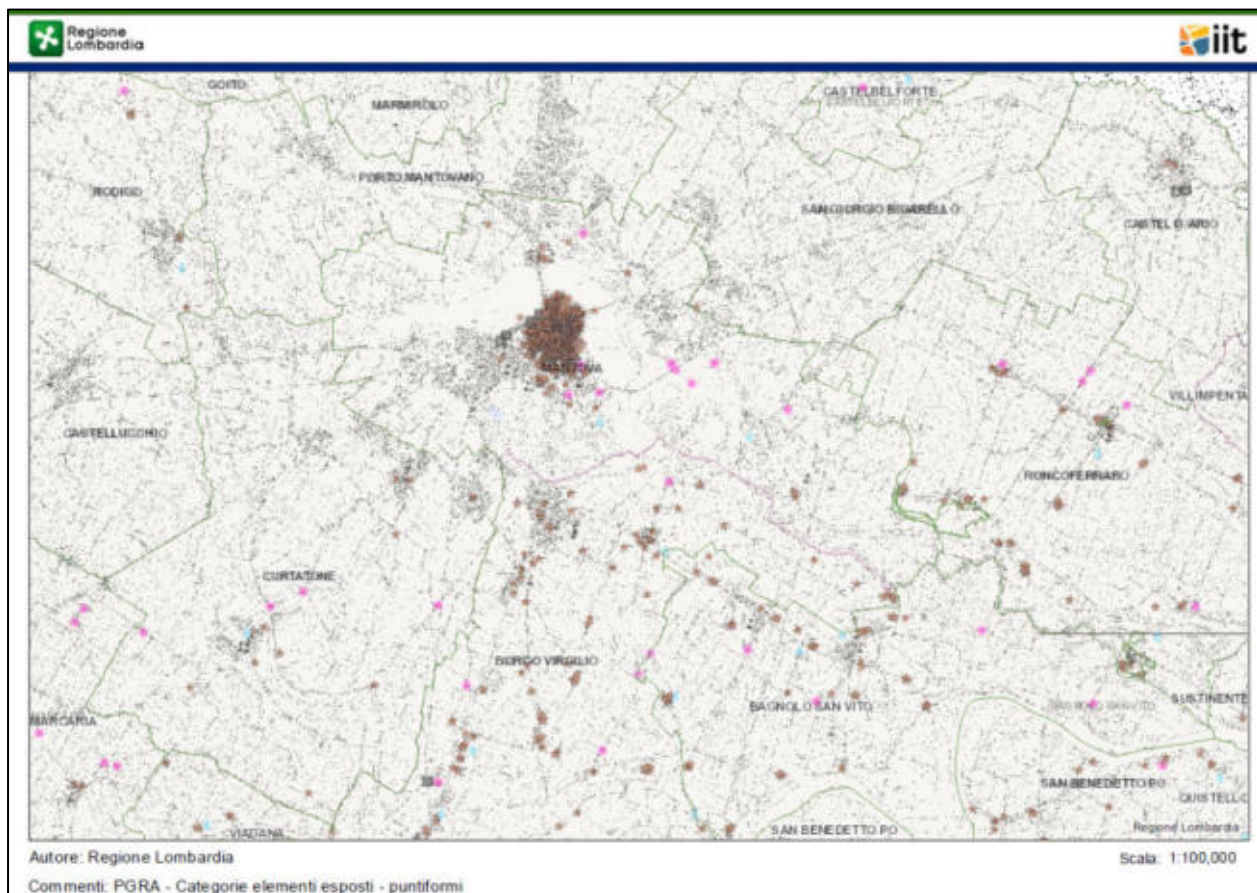 Regione
Lombardia
iit
GOITO
MARMIROLO
CASTELBELFORTE
CASTELBELFORTE
PORTO MANTOVANO
RODIGO
SAN GIORGIO BIGARELLO
CASTEL D'ARIO
MANTOVA
VILLIMPENTA
CASTELLUCCHIO
RONCOFERRARO
CURTATONE
BORGO VIRGILIO
MARCARIA
BAGNOLO SAN VITO
SUSTINENTE
SAN BENEDETTO PO
QUISTELLO
VIADANA
SAN BENEDETTO PO
Regione Lombardia
Autore: Regione Lombardia
Scala: 1:100,000
Commenti: PGRA - Categorie elementi esposti - puntiformi